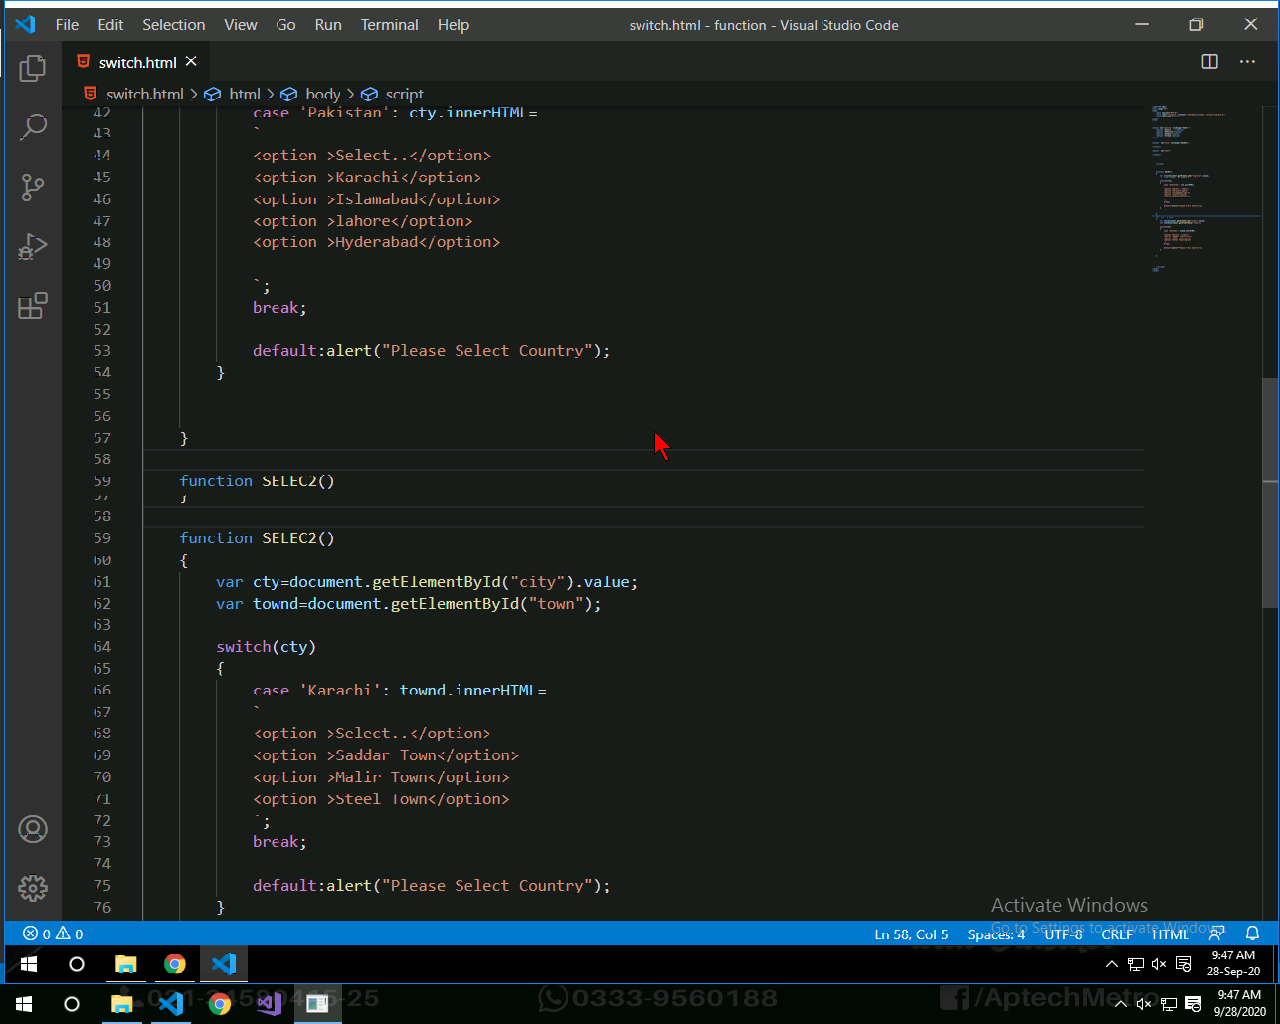 File Edit Selection View Go Run Terminal Help switch.html - function - Visual Studio Code
switch.html
switch.html > html > body > script
42 case 'Pakistan': cty.innerHTML=
43 `
44 <option >Select..</option>
45 <option >Karachi</option>
46 <option >Islamabad</option>
47 <option >lahore</option>
48 <option >Hyderabad</option>
49
50 `;
51 break;
52
53 default:alert("Please Select Country");
54 }
55
56
57 }
58
59 function SELEC2()
57 }
58
59 function SELEC2()
60 {
61 var cty=document.getElementById("city").value;
62 var townd=document.getElementById("town");
63
64 switch(cty)
65 {
66 case 'Karachi': townd.innerHTML=
67 `
68 <option >Select..</option>
69 <option >Saddar Town</option>
70 <option >Malir Town</option>
71 <option >Steel Town</option>
72 `;
73 break;
74
75 default:alert("Please Select Country");
76 }
Activate Windows
Go to Settings to activate Windows.
0 0 Ln 58, Col 5 Spaces: 4 UTF-8 CRLF HTML
9:47 AM
28-Sep-20
0333-9560188
/AptechMetro
9:47 AM
9/28/2020